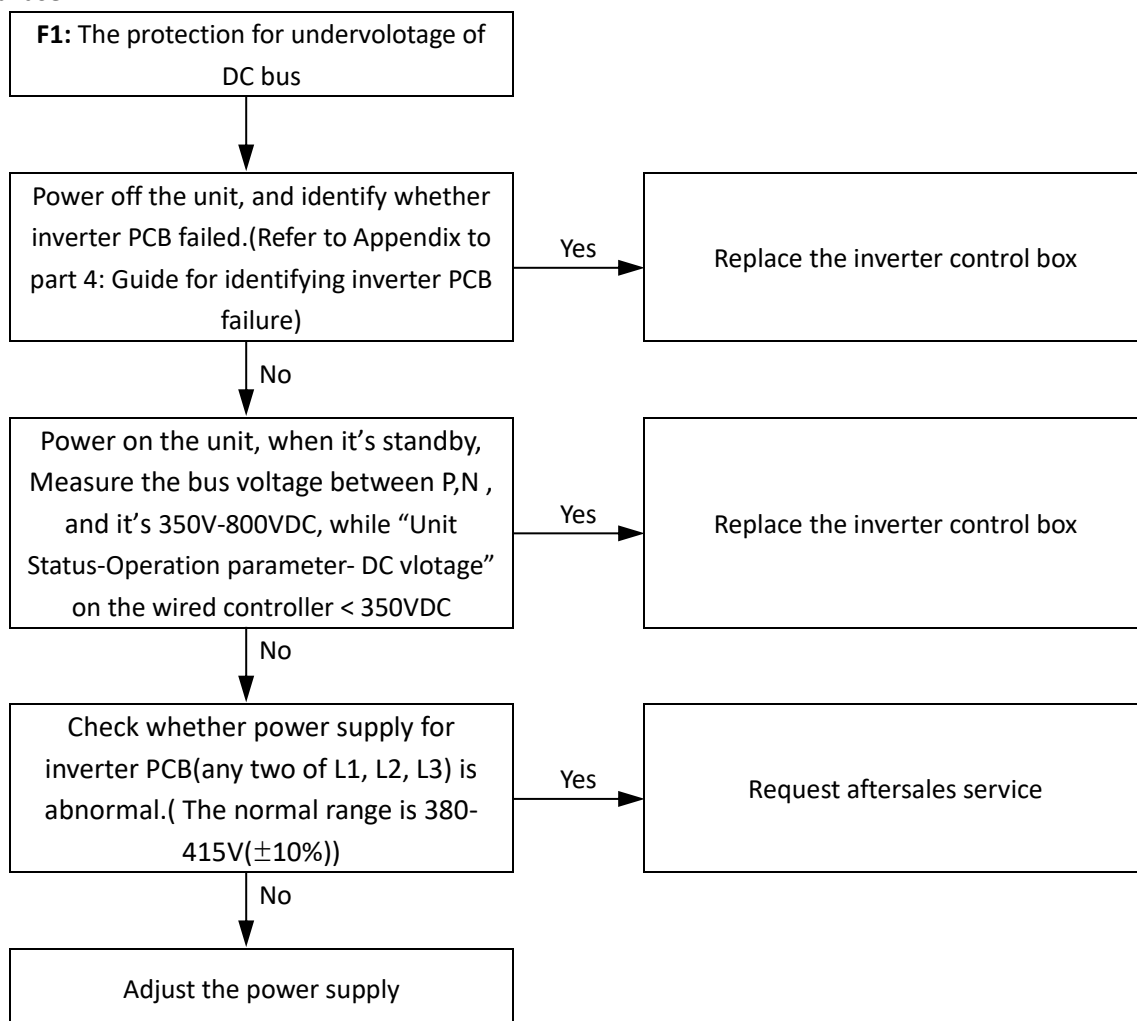 F1: The protection for undervolotage of
DC bus
Power off the unit, and identify whether
inverter PCB failed.(Refer to Appendix to
part 4: Guide for identifying inverter PCB
failure)
Yes
Replace the inverter control box
No
Power on the unit, when it’s standby,
Measure the bus voltage between P,N ,
and it’s 350V-800VDC, while “Unit
Status-Operation parameter- DC vlotage”
on the wired controller < 350VDC
Yes
Replace the inverter control box
No
Check whether power supply for
inverter PCB(any two of L1, L2, L3) is
abnormal.( The normal range is 380-
415V(±10%))
Yes
Request aftersales service
No
Adjust the power supply